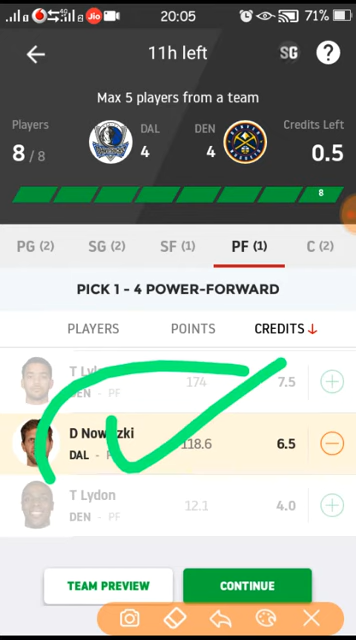 4G Jio 20:05 71%
11h left SG ?
Max 5 players from a team
Players DAL DEN Credits Left
8 / 8 4 4 0.5
8
PG (2) SG (2) SF (1) PF (1) C (2)
PICK 1 - 4 POWER-FORWARD
PLAYERS POINTS CREDITS
T 174 7.5
DEN - PF
D 118.6 6.5
DAL -
T Lydon 12.1 4.0
DEN - PF
TEAM PREVIEW CONTINUE